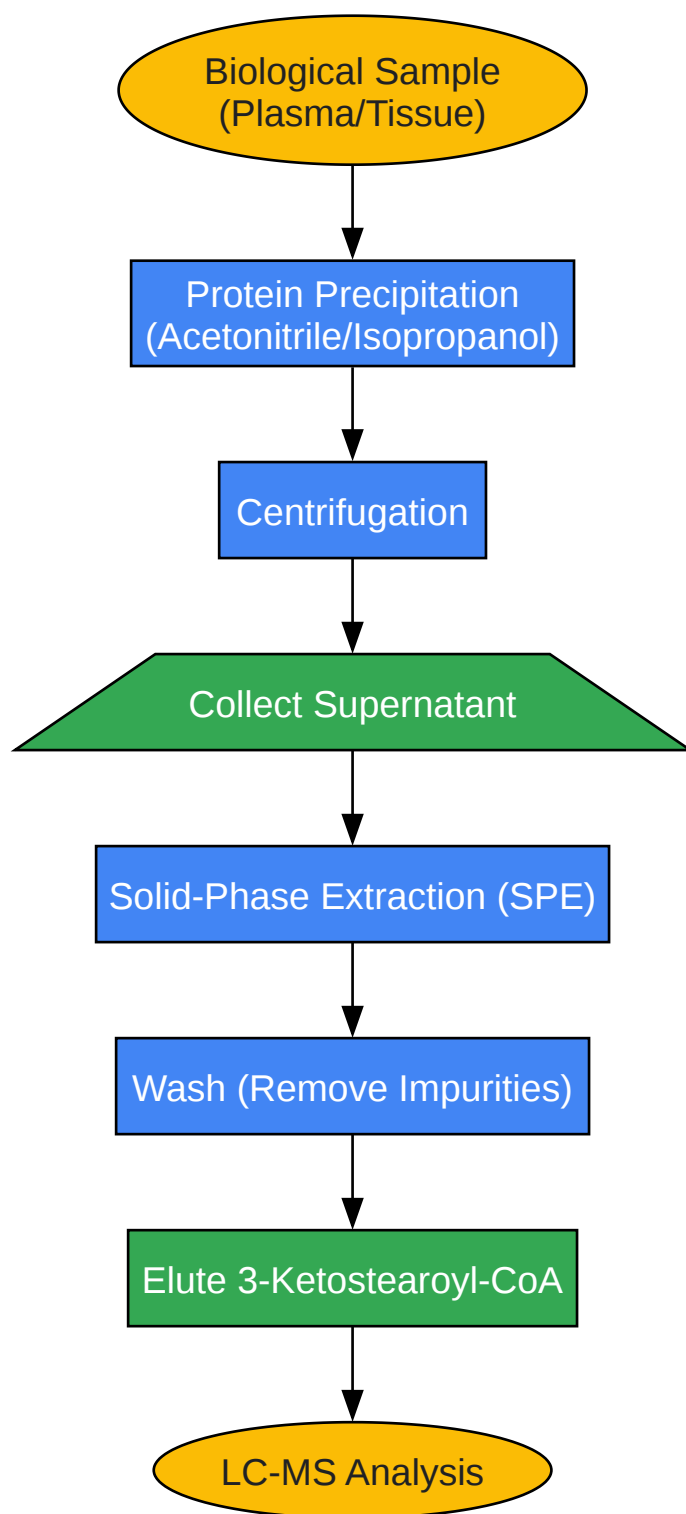 Biological Sample
(Plasma/Tissue)
Protein Precipitation
(Acetonitrile/Isopropanol)
Centrifugation
Collect Supernatant
Solid-Phase Extraction (SPE)
Wash (Remove Impurities)
Elute 3-Ketostearoyl-CoA
LC-MS Analysis